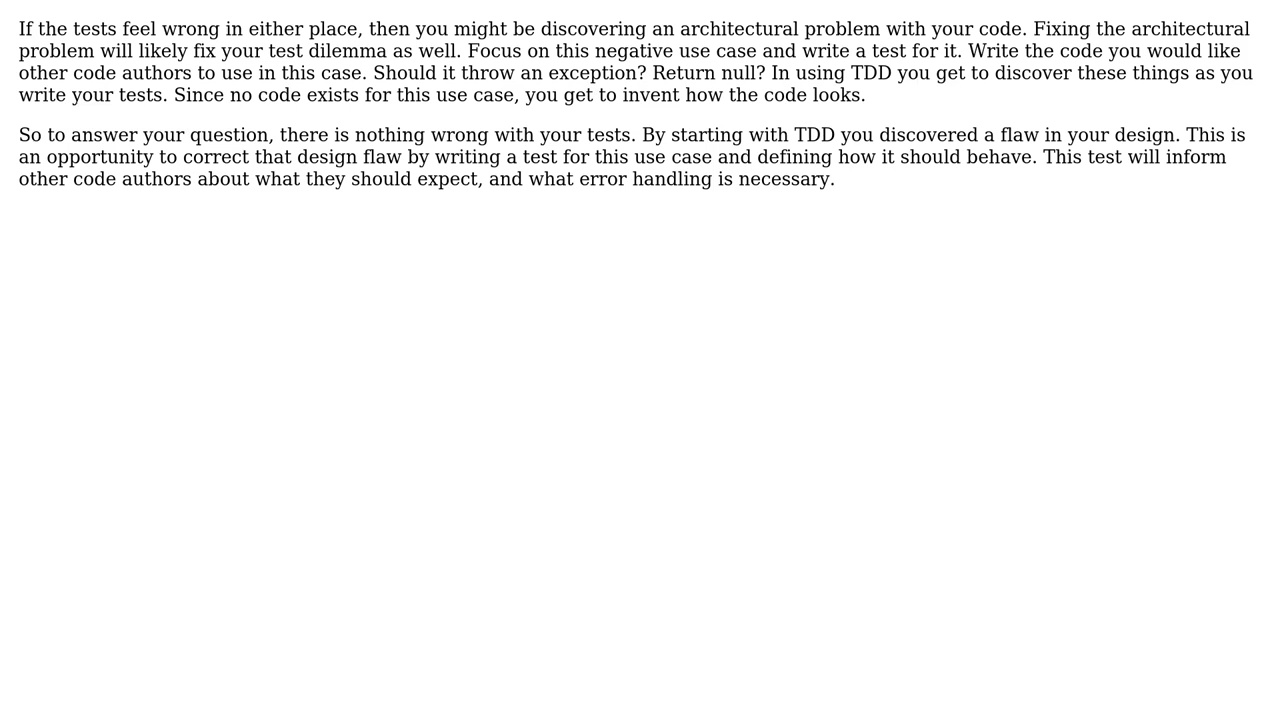 If the tests feel wrong in either place, then you might be discovering an architectural problem with your code. Fixing the architectural
problem will likely fix your test dilemma as well. Focus on this negative use case and write a test for it. Write the code you would like
other code authors to use in this case. Should it throw an exception? Return null? In using TDD you get to discover these things as you
write your tests. Since no code exists for this use case, you get to invent how the code looks.
So to answer your question, there is nothing wrong with your tests. By starting with TDD you discovered a flaw in your design. This is
an opportunity to correct that design flaw by writing a test for this use case and defining how it should behave. This test will inform
other code authors about what they should expect, and what error handling is necessary.